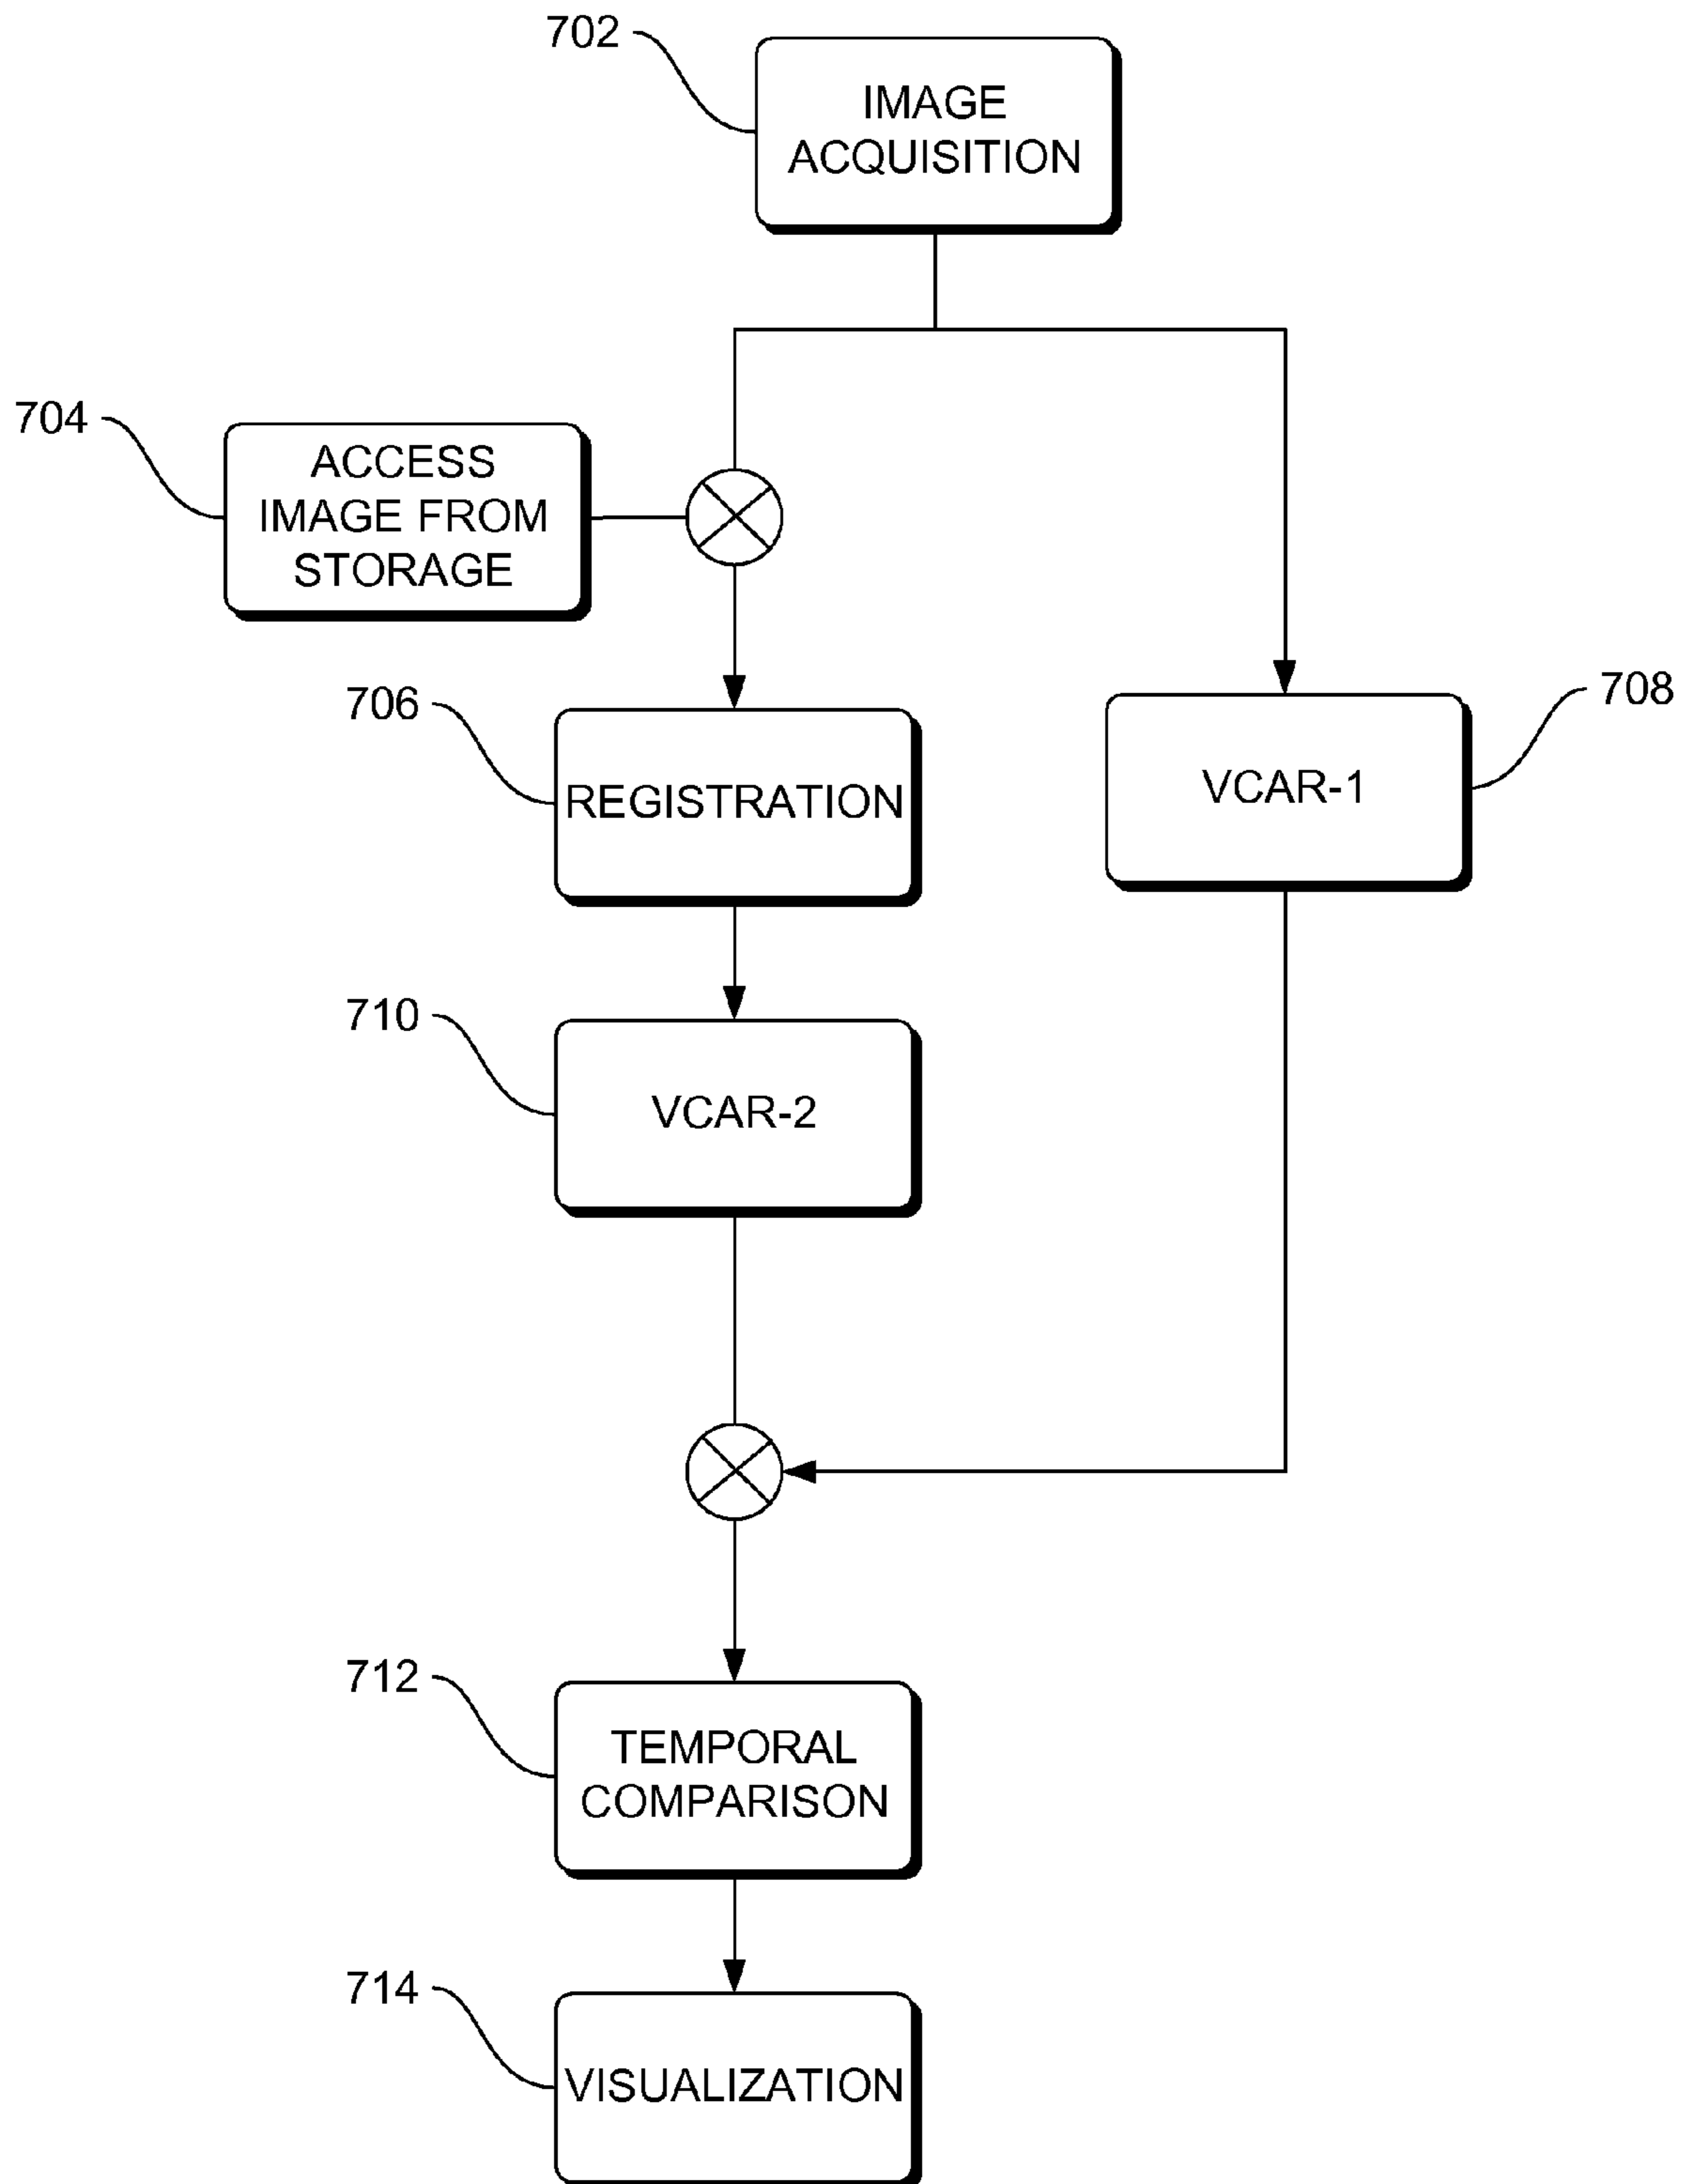 702
IMAGE
ACQUISITION
704
ACCESS
IMAGE FROM
STORAGE
706
REGISTRATION
708
VCAR-1
710
VCAR-2
712
TEMPORAL
COMPARISON
714
VISUALIZATION